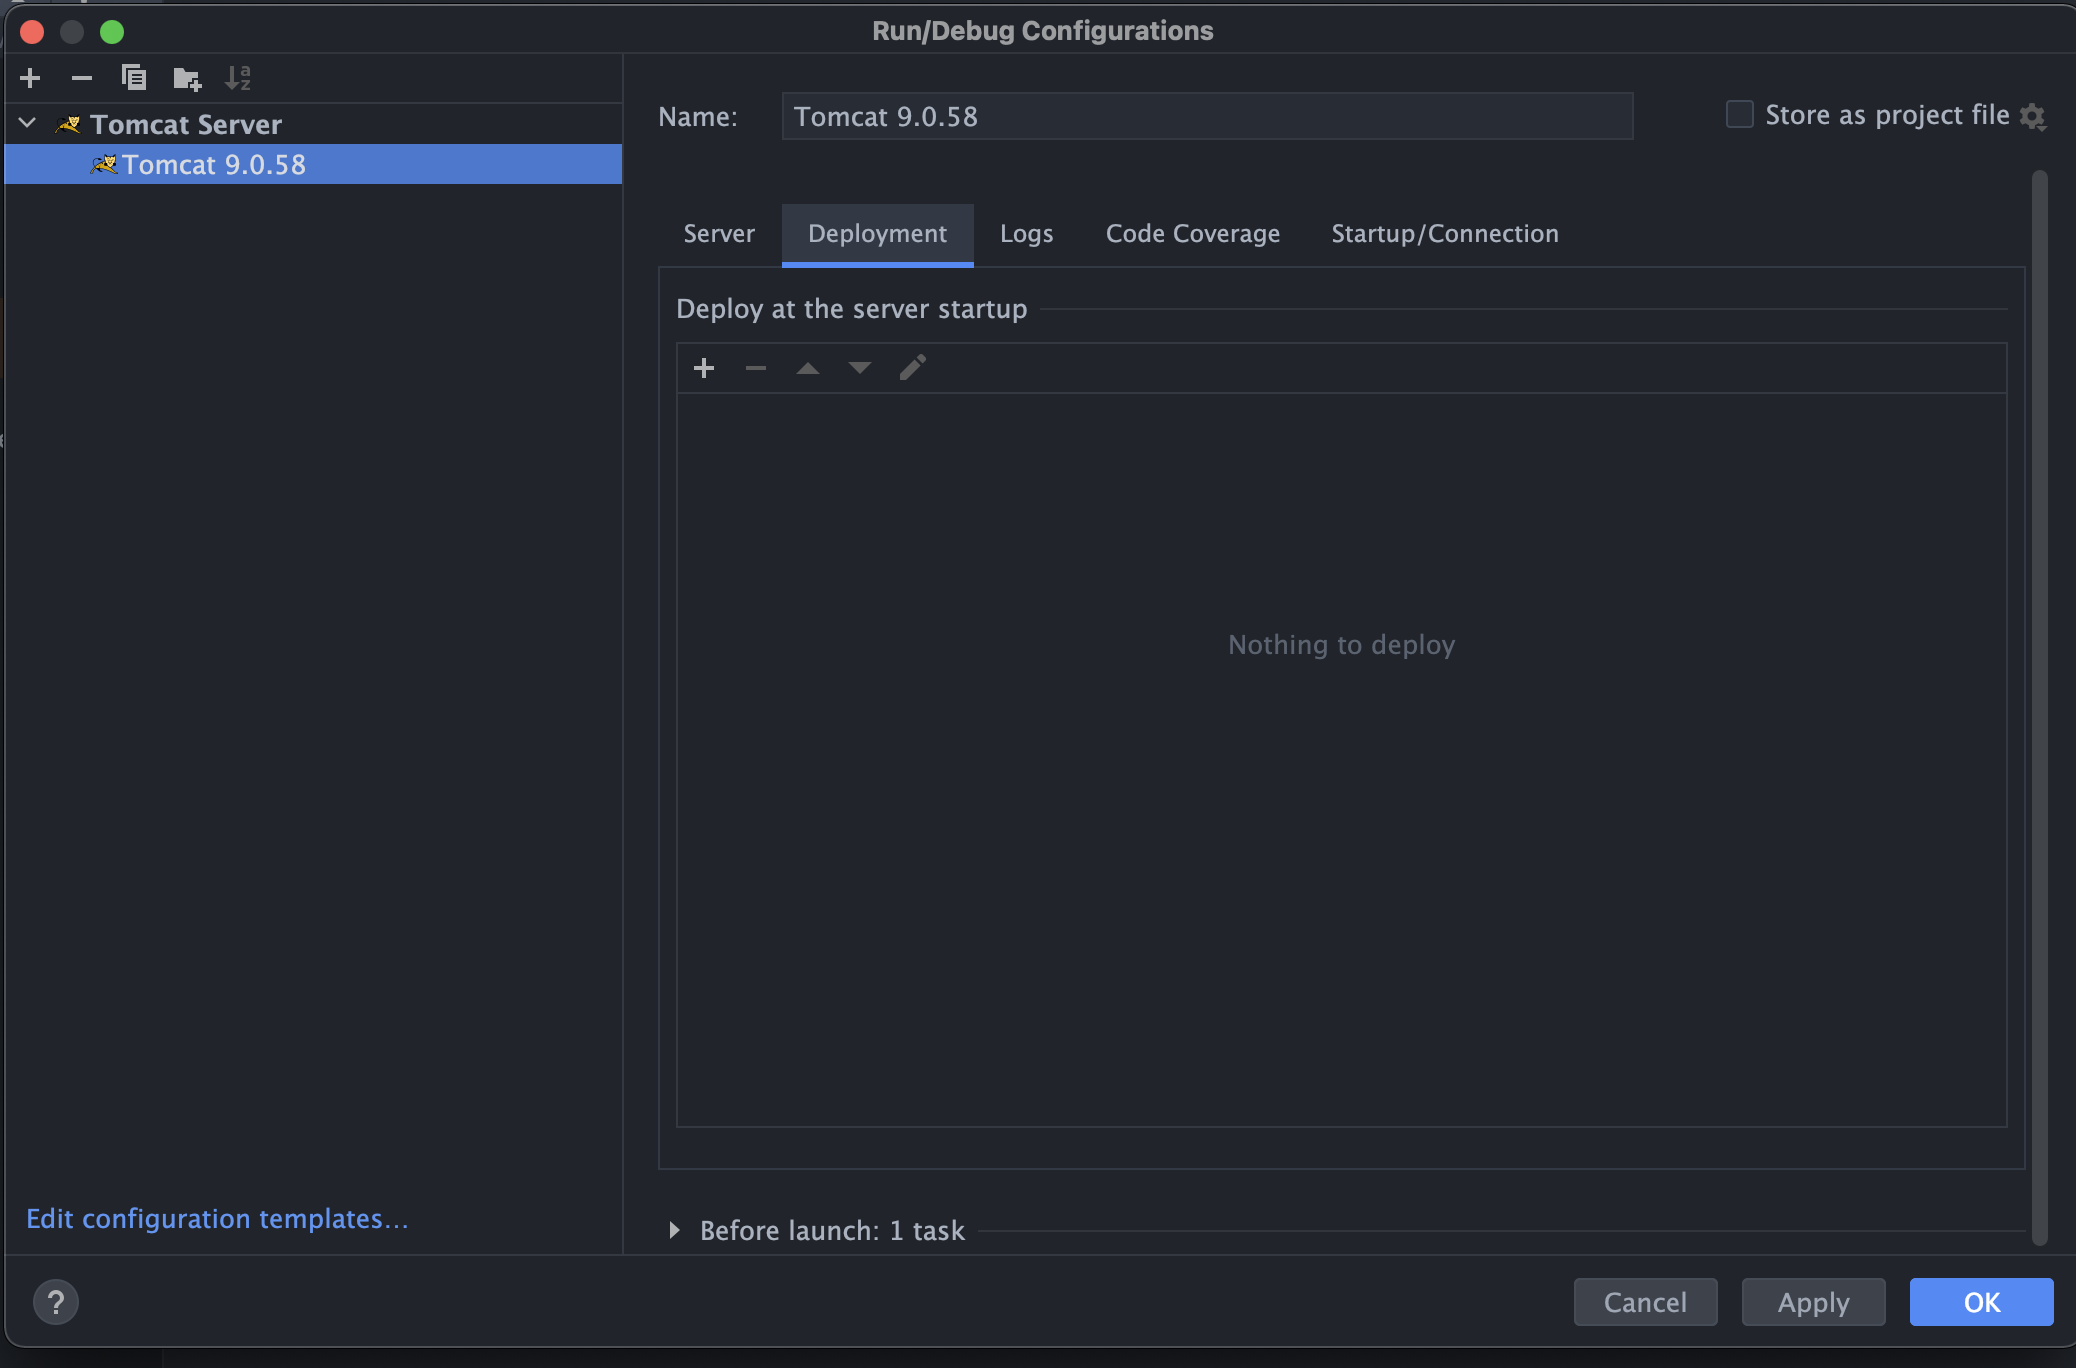 Run/Debug Configurations
Tomcat Server
Tomcat 9.0.58
Name:
Tomcat 9.0.58
Store as project file
Server
Deployment
Logs
Code Coverage
Startup/Connection
Deploy at the server startup
Nothing to deploy
Edit configuration templates...
Before launch: 1 task
?
Cancel
Apply
OK